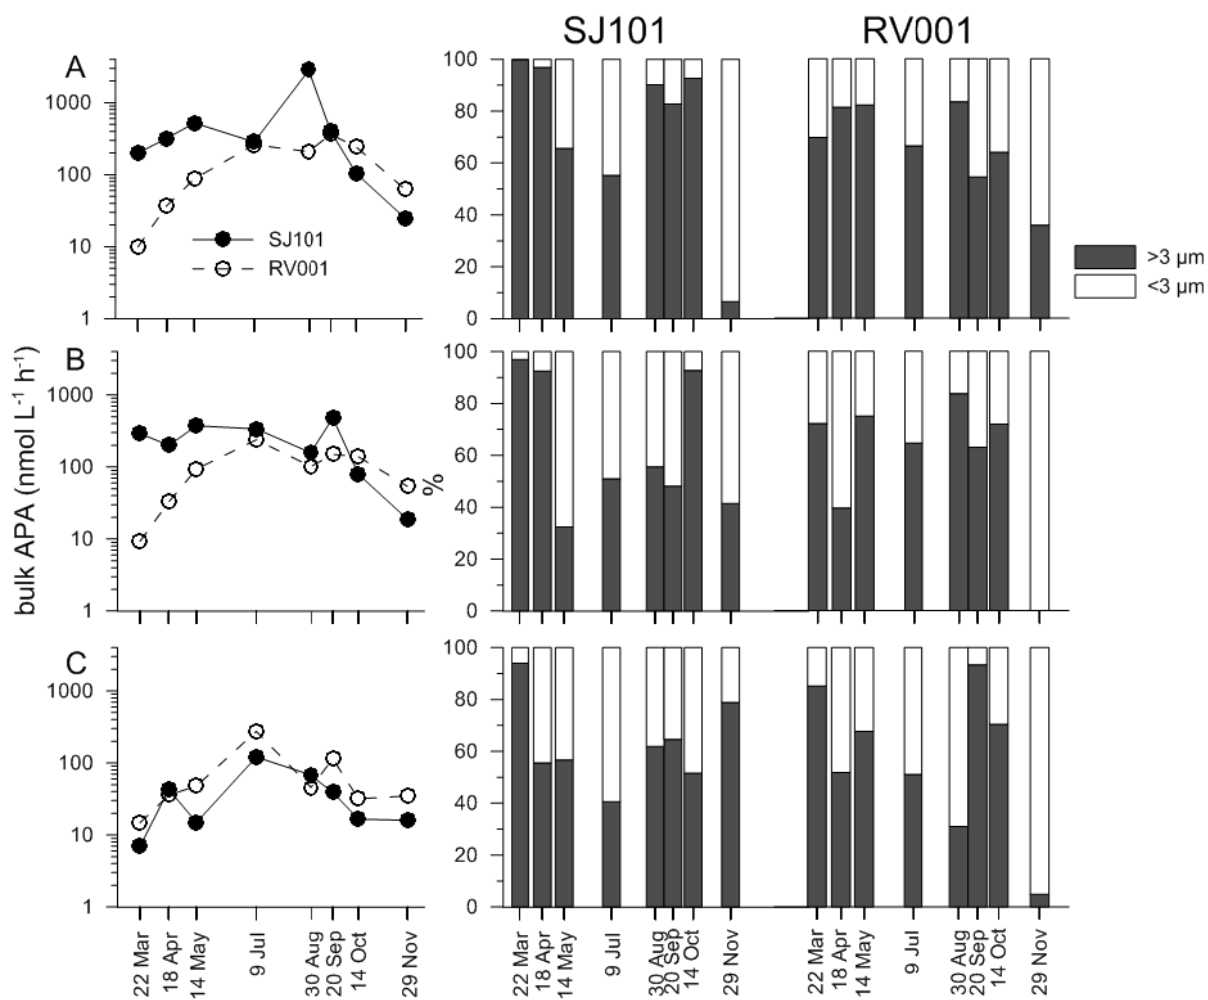 SJ101 RV001
A
1000
100
10
1
SJ101
RV001
100
80
60
40
20
0
>3 µm
<3 µm
B
1000
100
10
1
bulk APA (nmol L⁻¹ h⁻¹)
%
100
80
60
40
20
0
C
1000
100
10
1
100
80
60
40
20
0
22 Mar
18 Apr
14 May
9 Jul
30 Aug
20 Sep
14 Oct
29 Nov
22 Mar
18 Apr
14 May
9 Jul
30 Aug
20 Sep
14 Oct
29 Nov
22 Mar
18 Apr
14 May
9 Jul
30 Aug
20 Sep
14 Oct
29 Nov